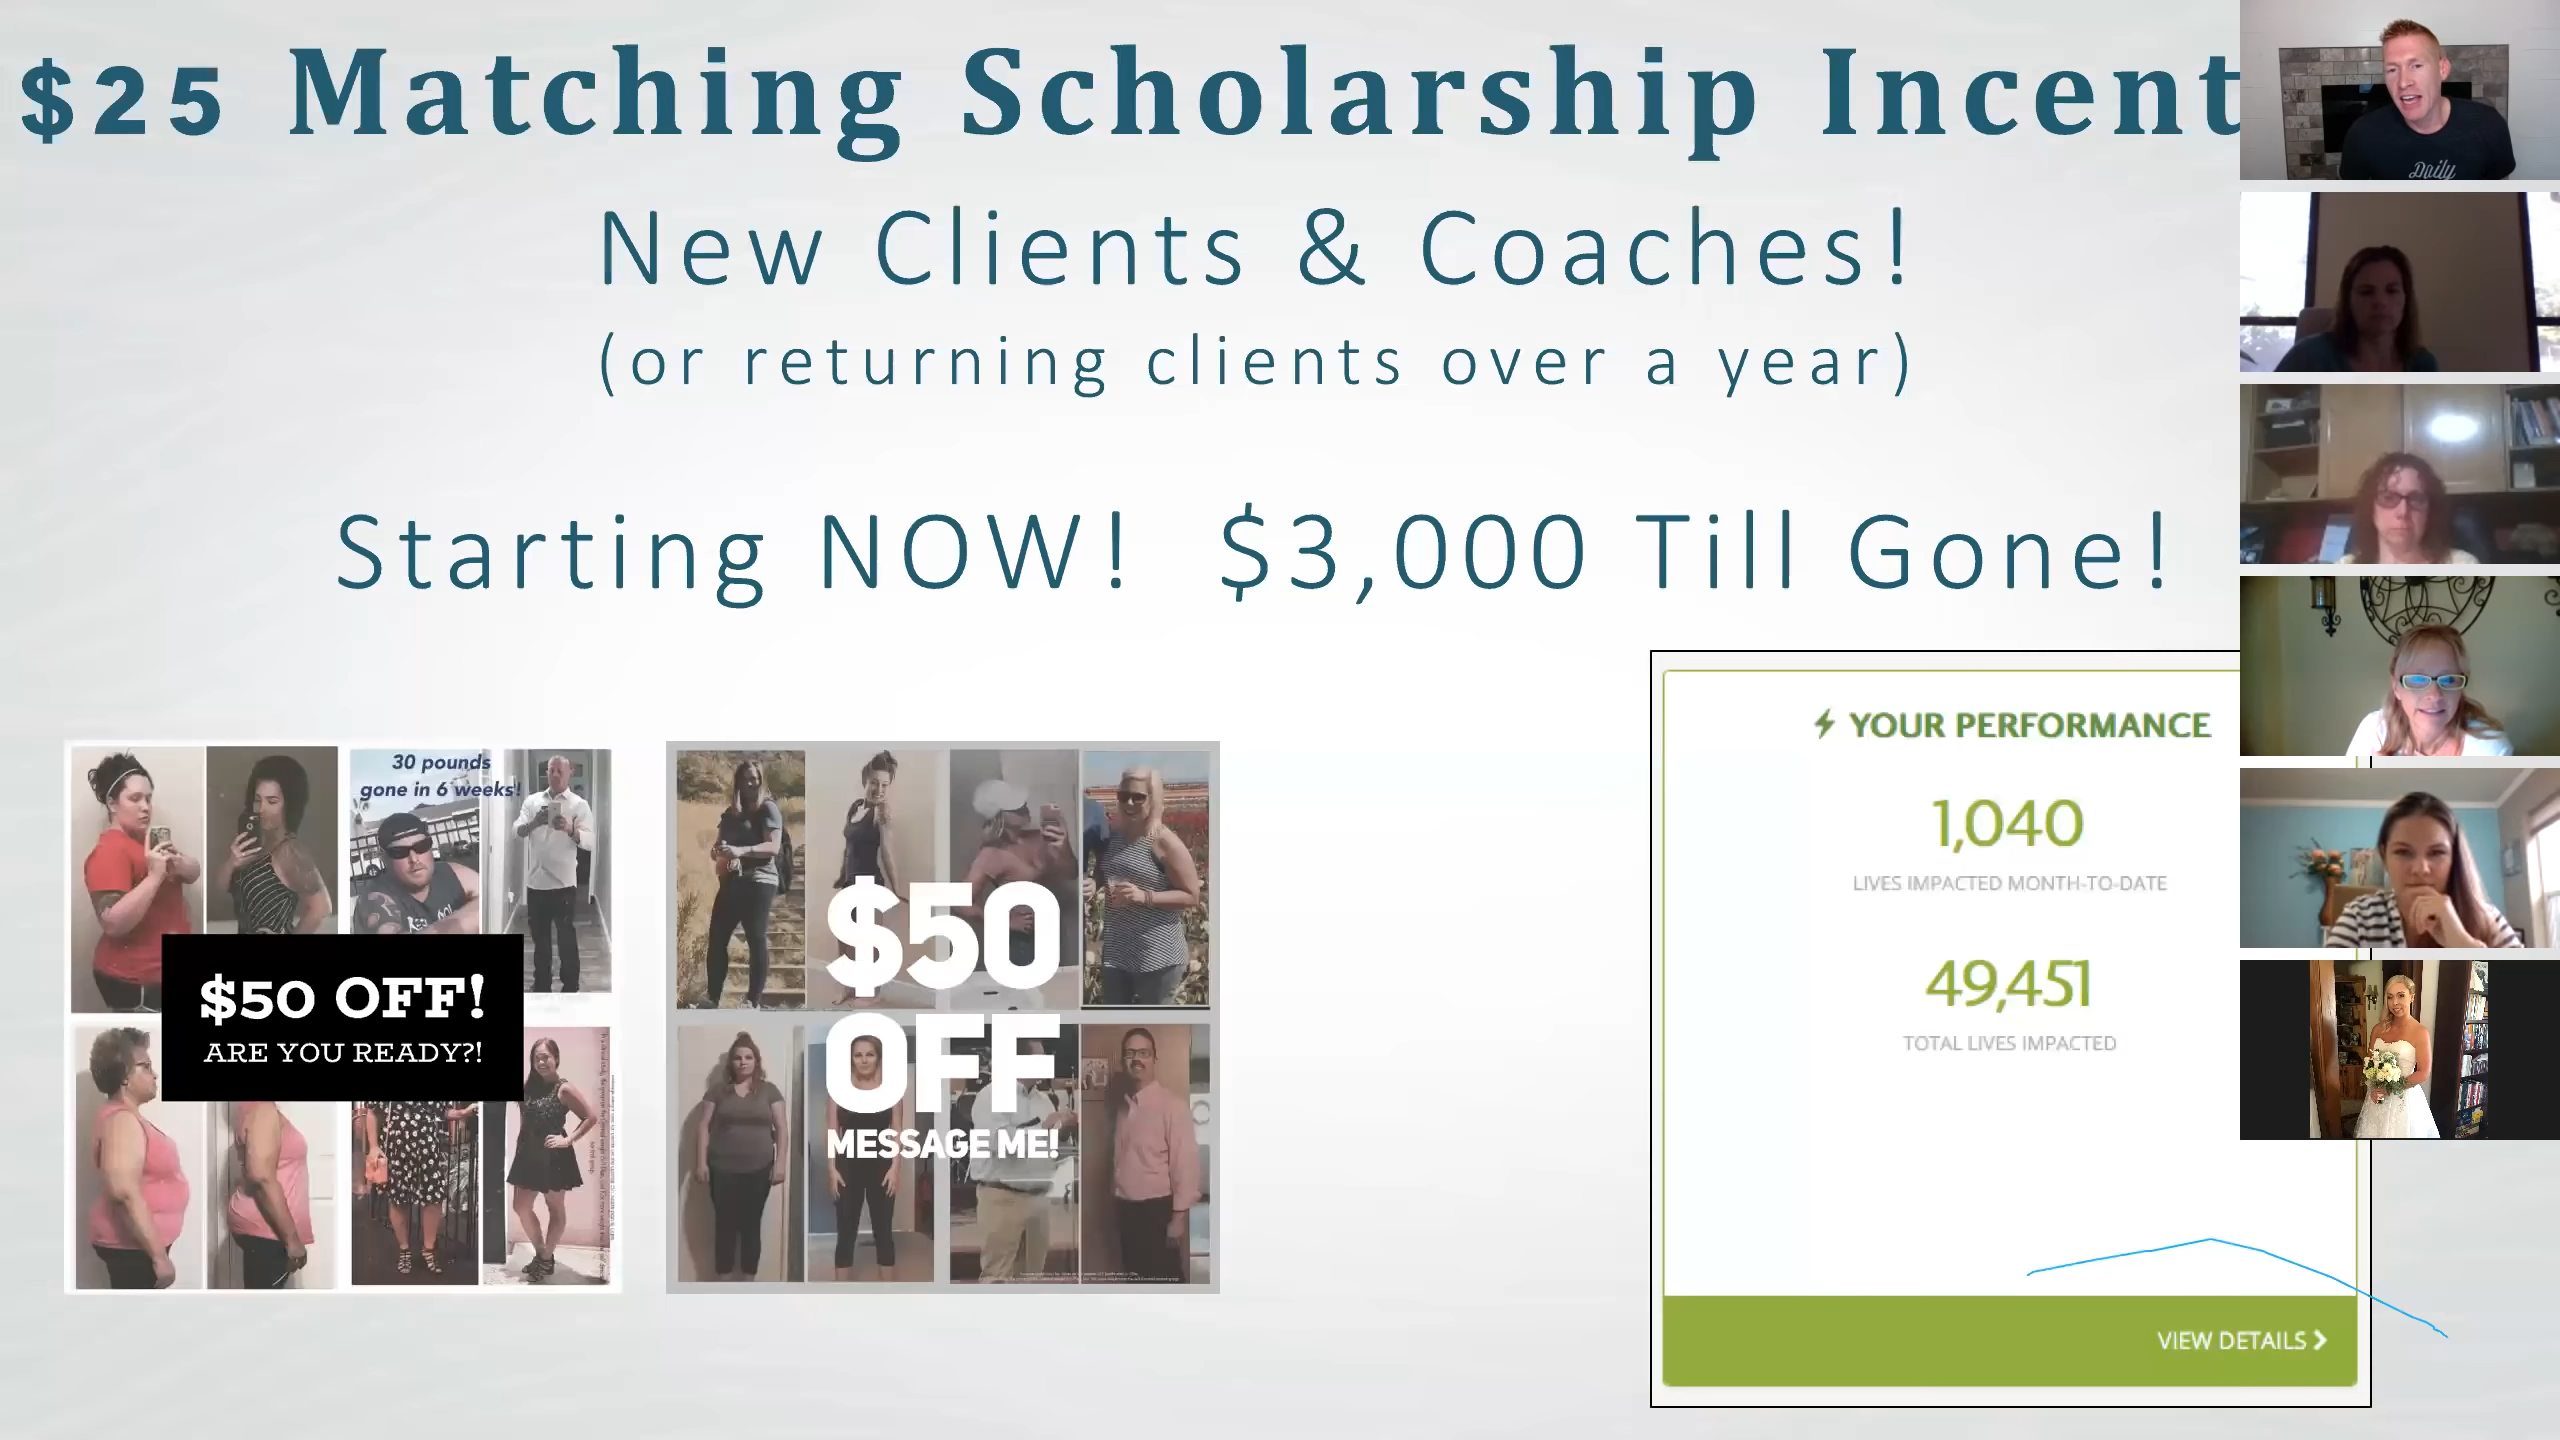 $25 Matching Scholarship Incent
New Clients & Coaches!
(or returning clients over a year)
Starting NOW! $3,000 Till Gone!
30 pounds
gone in 6 weeks!
$50 OFF!
ARE YOU READY?!
$50
OFF
MESSAGE ME!
YOUR PERFORMANCE
1,040
LIVES IMPACTED MONTH-TO-DATE
49,451
TOTAL LIVES IMPACTED
VIEW DETAILS
Daily